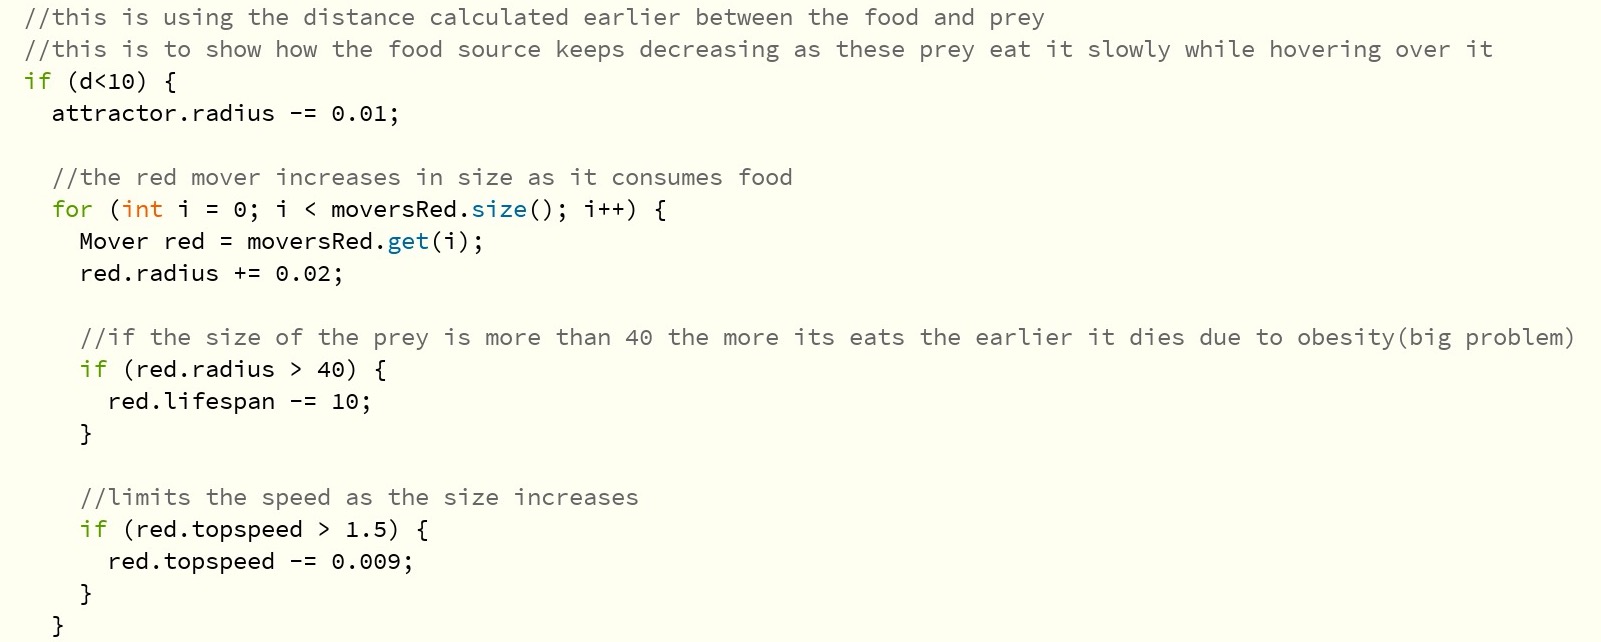 //this is using the distance calculated earlier between the food and prey
//this is to show how the food source keeps decreasing as these prey eat it slowly while hovering over it
if (d<10) {
attractor.radius -= 0.01;
//the red mover increases in size as it consumes food
for (int i = 0; i < moversRed.size(); i++) {
Mover red = moversRed.get(i);
red.radius += 0.02;
//if the size of the prey is more than 40 the more its eats the earlier it dies due to obesity(big problem)
if (red.radius > 40) {
red.lifespan -= 10;
}
//limits the speed as the size increases
if (red.topspeed > 1.5) {
red.topspeed -= 0.009;
}
}